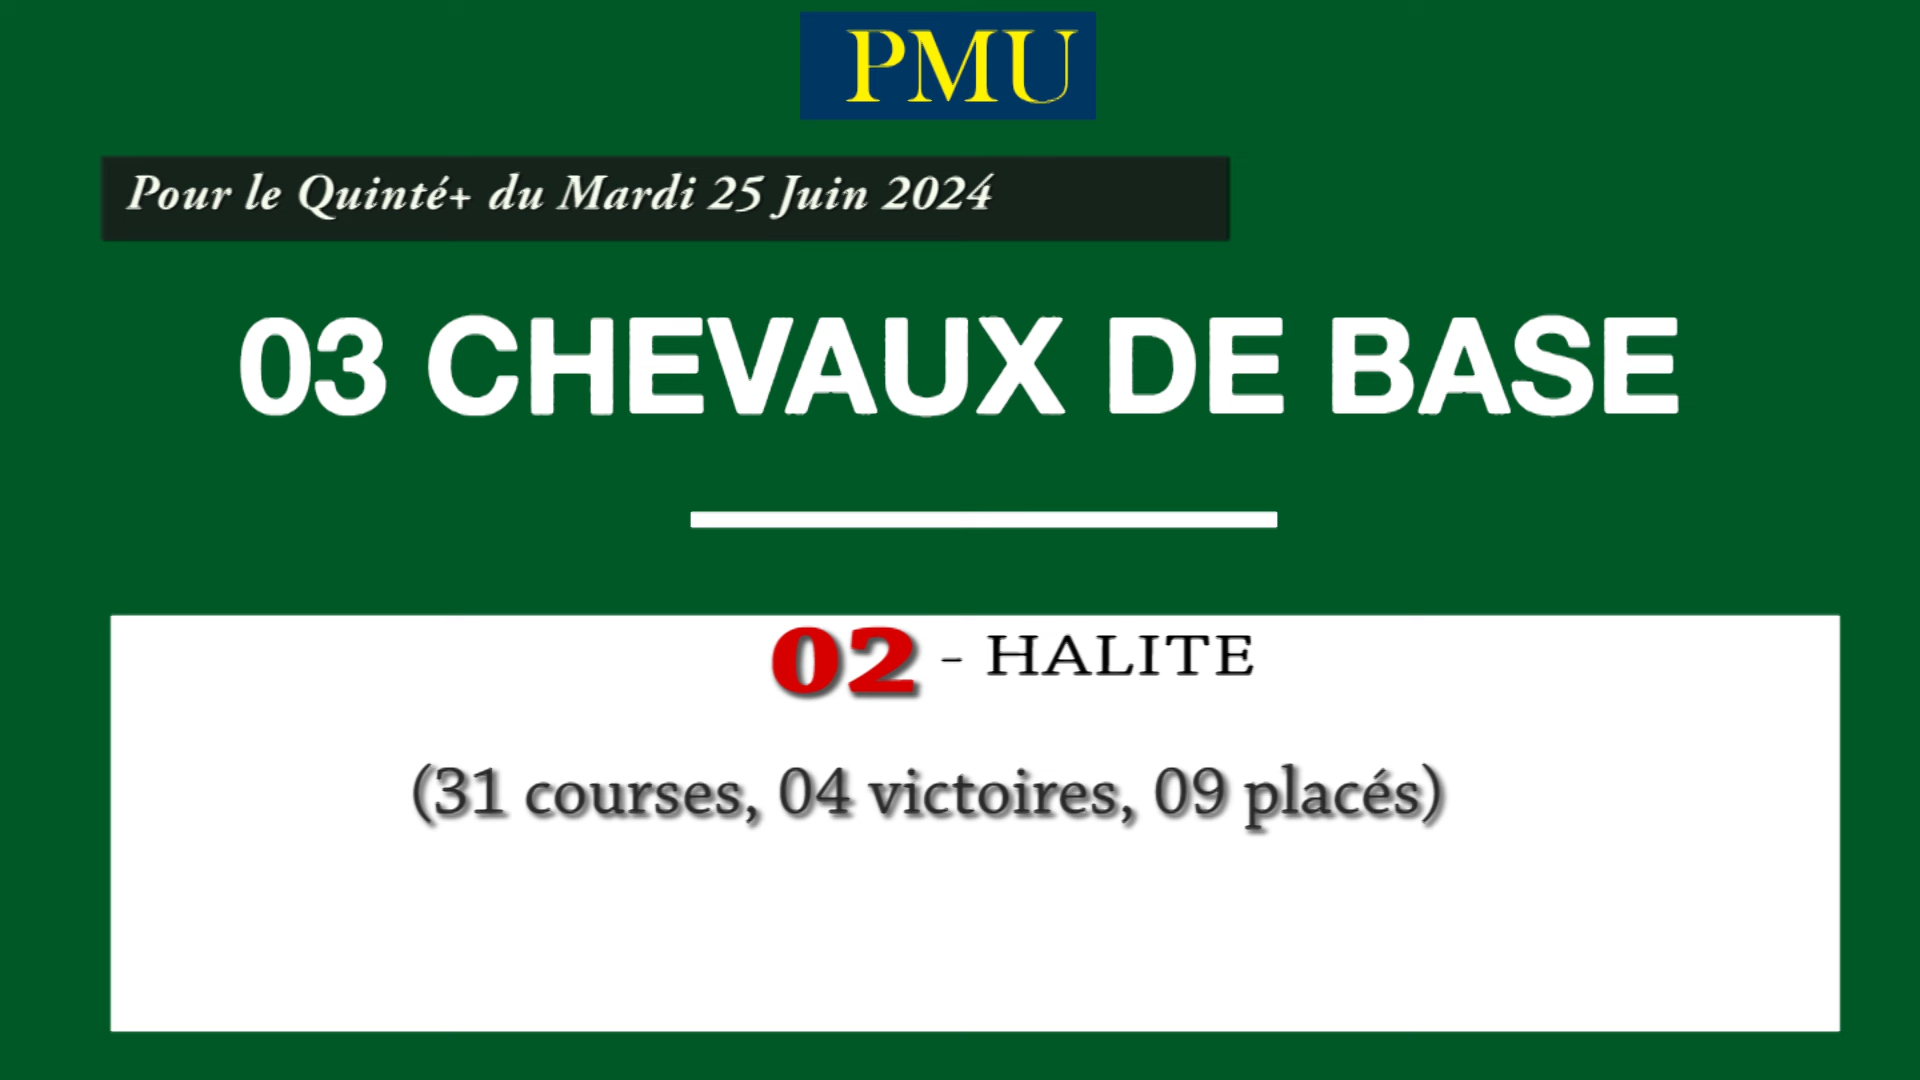 PMU
Pour le Quinté+ du Mardi 25 Juin 2024
03 CHEVAUX DE BASE
02 - HALITE
(31 courses, 04 victoires, 09 placés)